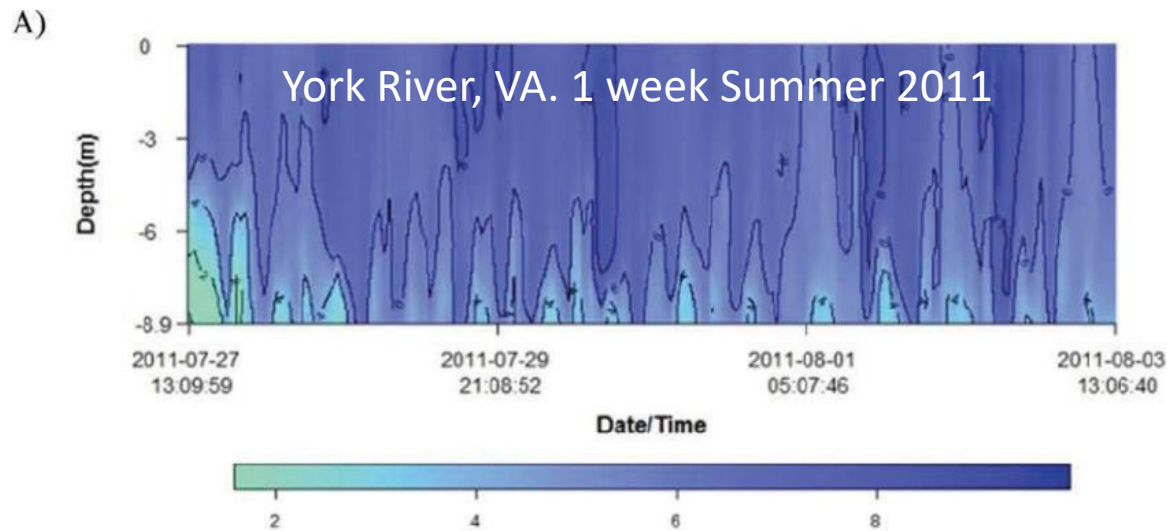 A)
York River, VA. 1 week Summer 2011
0
-3
-6
-8.9
Depth(m)
2011-07-27 2011-07-29 2011-08-01 2011-08-03
13:09:59 21:08:52 05:07:46 13:06:40
Date/Time
2 4 6 8